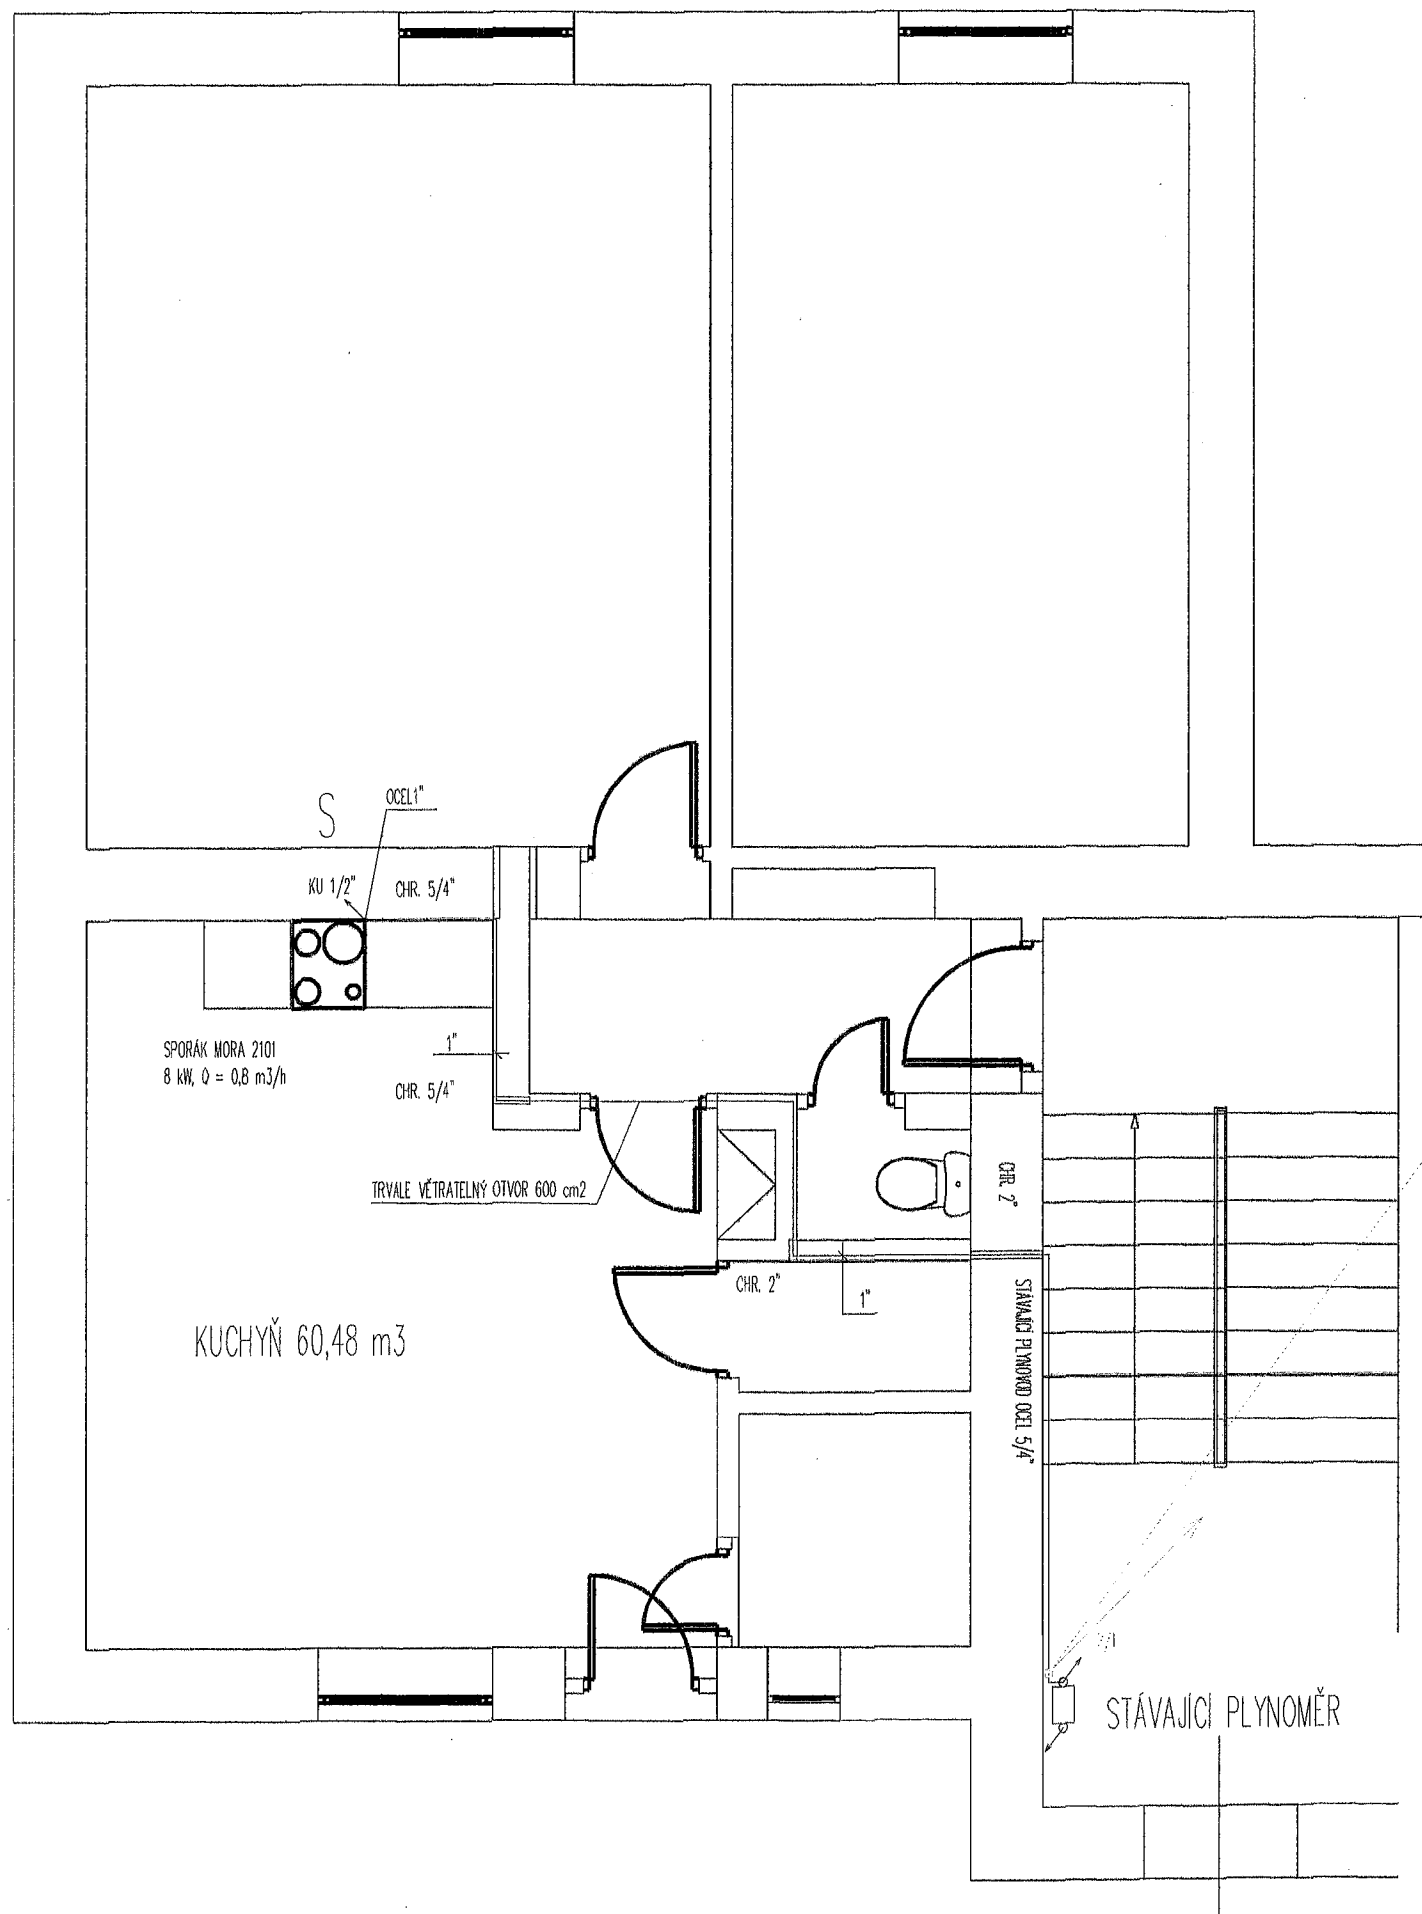 S
OCEL1"
KU 1/2"
CHR. 5/4"
SPORÁK MORA 2101
8 kW, Q = 0,8 m3/h
1"
CHR. 5/4"
TRVALE VĚTRATELNÝ OTVOR 600 cm2
CHR. 2"
CHR. 2"
1"
STÁVAJÍCÍ PLYNOVOD OCEL 5/4"
KUCHYŇ 60,48 m3
STÁVAJÍCÍ PLYNOMĚR